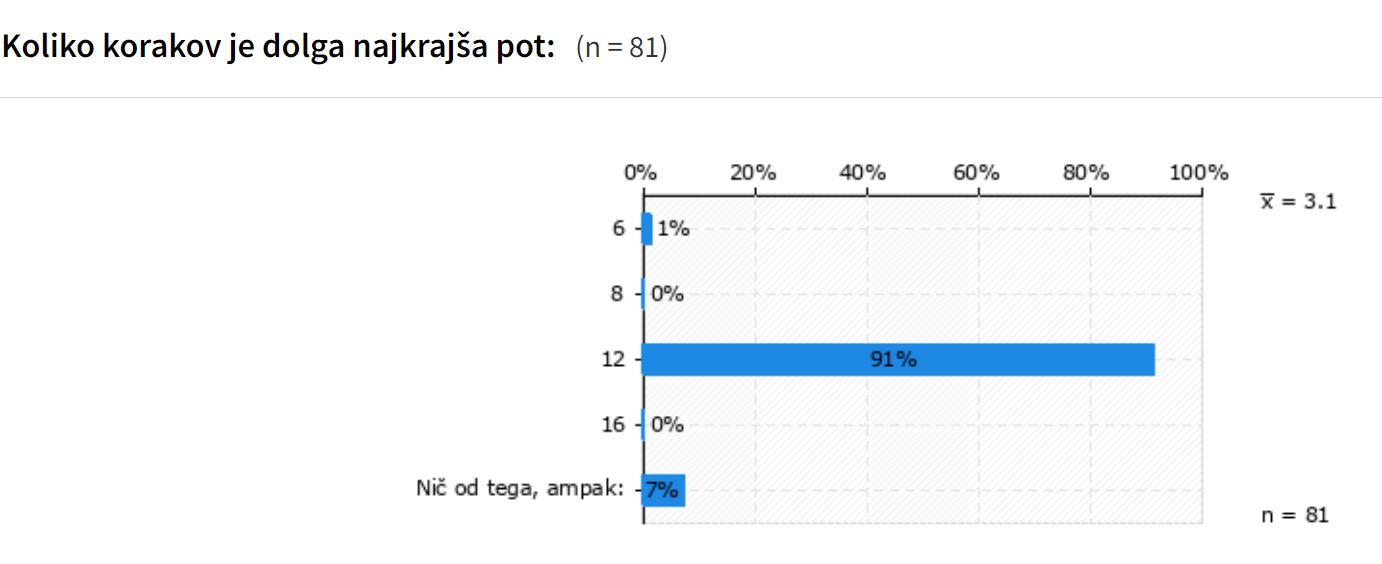 Koliko korakov je dolga najkrajša pot: (n = 81)
0% 20% 40% 60% 80% 100%
x̅ = 3.1
6 1%
8 0%
12 91%
16 0%
Nič od tega, ampak: 7%
n = 81